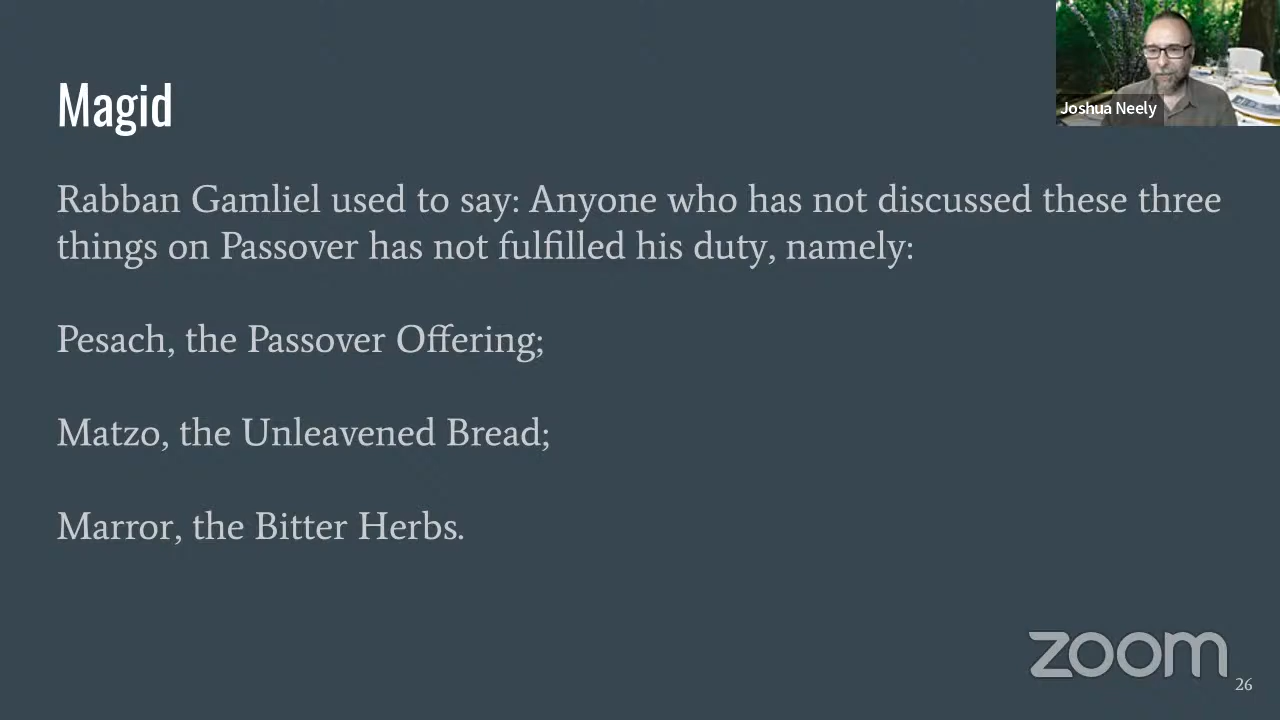 Magid
Joshua Neely
Rabban Gamliel used to say: Anyone who has not discussed these three
things on Passover has not fulfilled his duty, namely:
Pesach, the Passover Offering;
Matzo, the Unleavened Bread;
Marror, the Bitter Herbs.
zoom
26